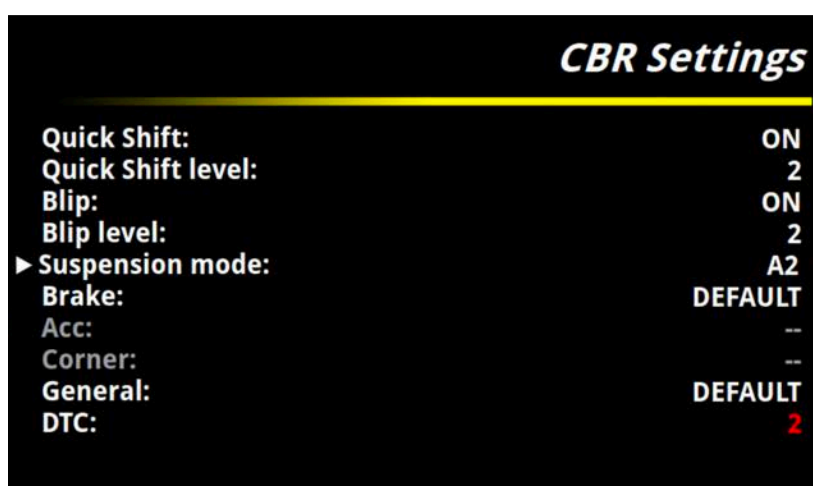 CBR Settings
Quick Shift: ON
Quick Shift level: 2
Blip: ON
Blip level: 2
Suspension mode: A2
Brake: DEFAULT
Acc: --
Corner: --
General: DEFAULT
DTC: 2